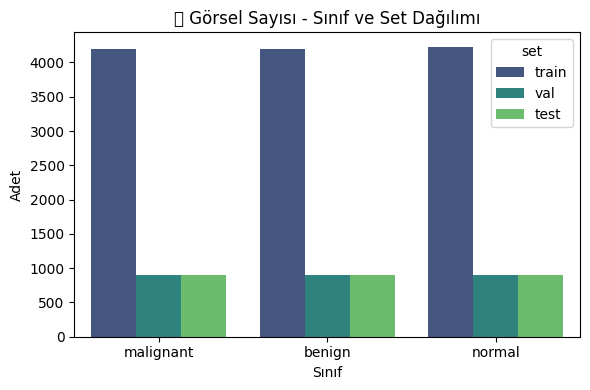 Görsel Sayısı - Sınıf ve Set Dağılımı
set
train
val
test
Adet
4000
3500
3000
2500
2000
1500
1000
500
0
malignant
benign
normal
Sınıf